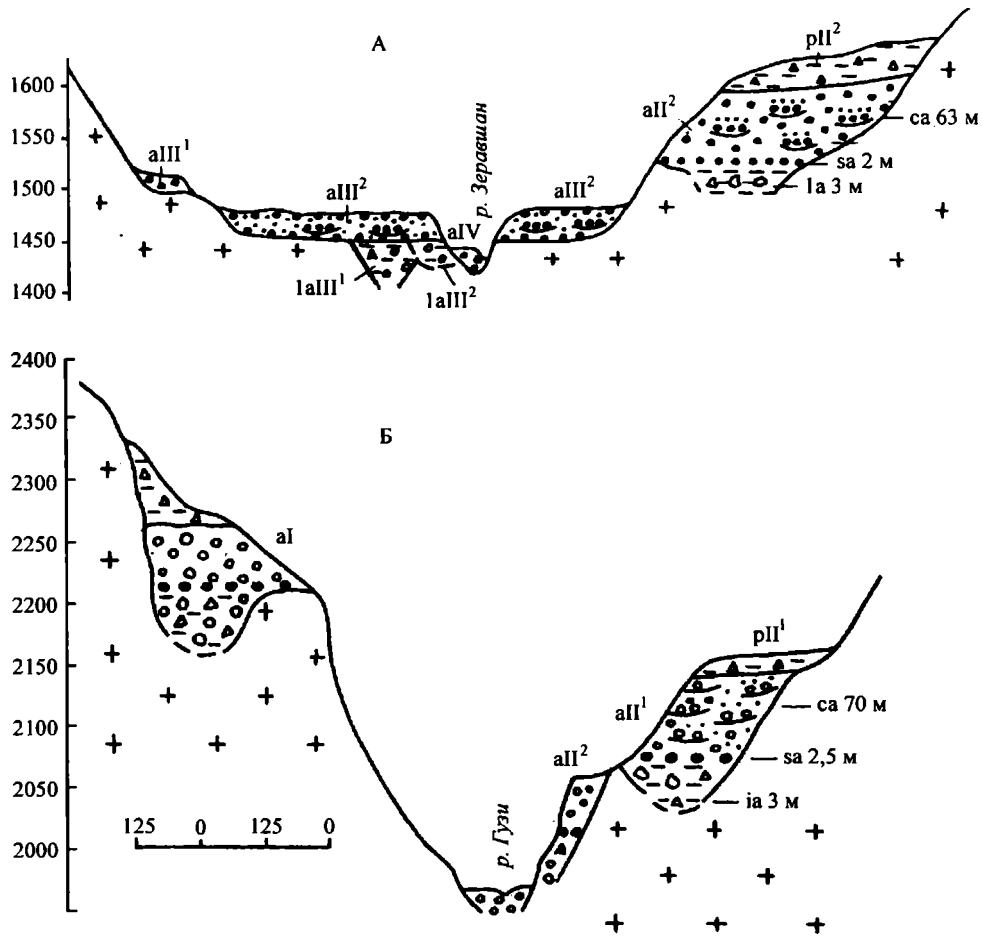 А
1600
1550
1500
1450
1400
aIII¹
aIII²
р. Зеравшан
aIV
aIII²
laIII¹
laIII²
pII²
aII²
ca 63 м
sa 2 м
la 3 м
Б
2400
2350
2300
2250
2200
2150
2100
2050
2000
aI
125 0 125 0
р. Гузи
aII²
aII¹
pII¹
ca 70 м
sa 2,5 м
ia 3 м